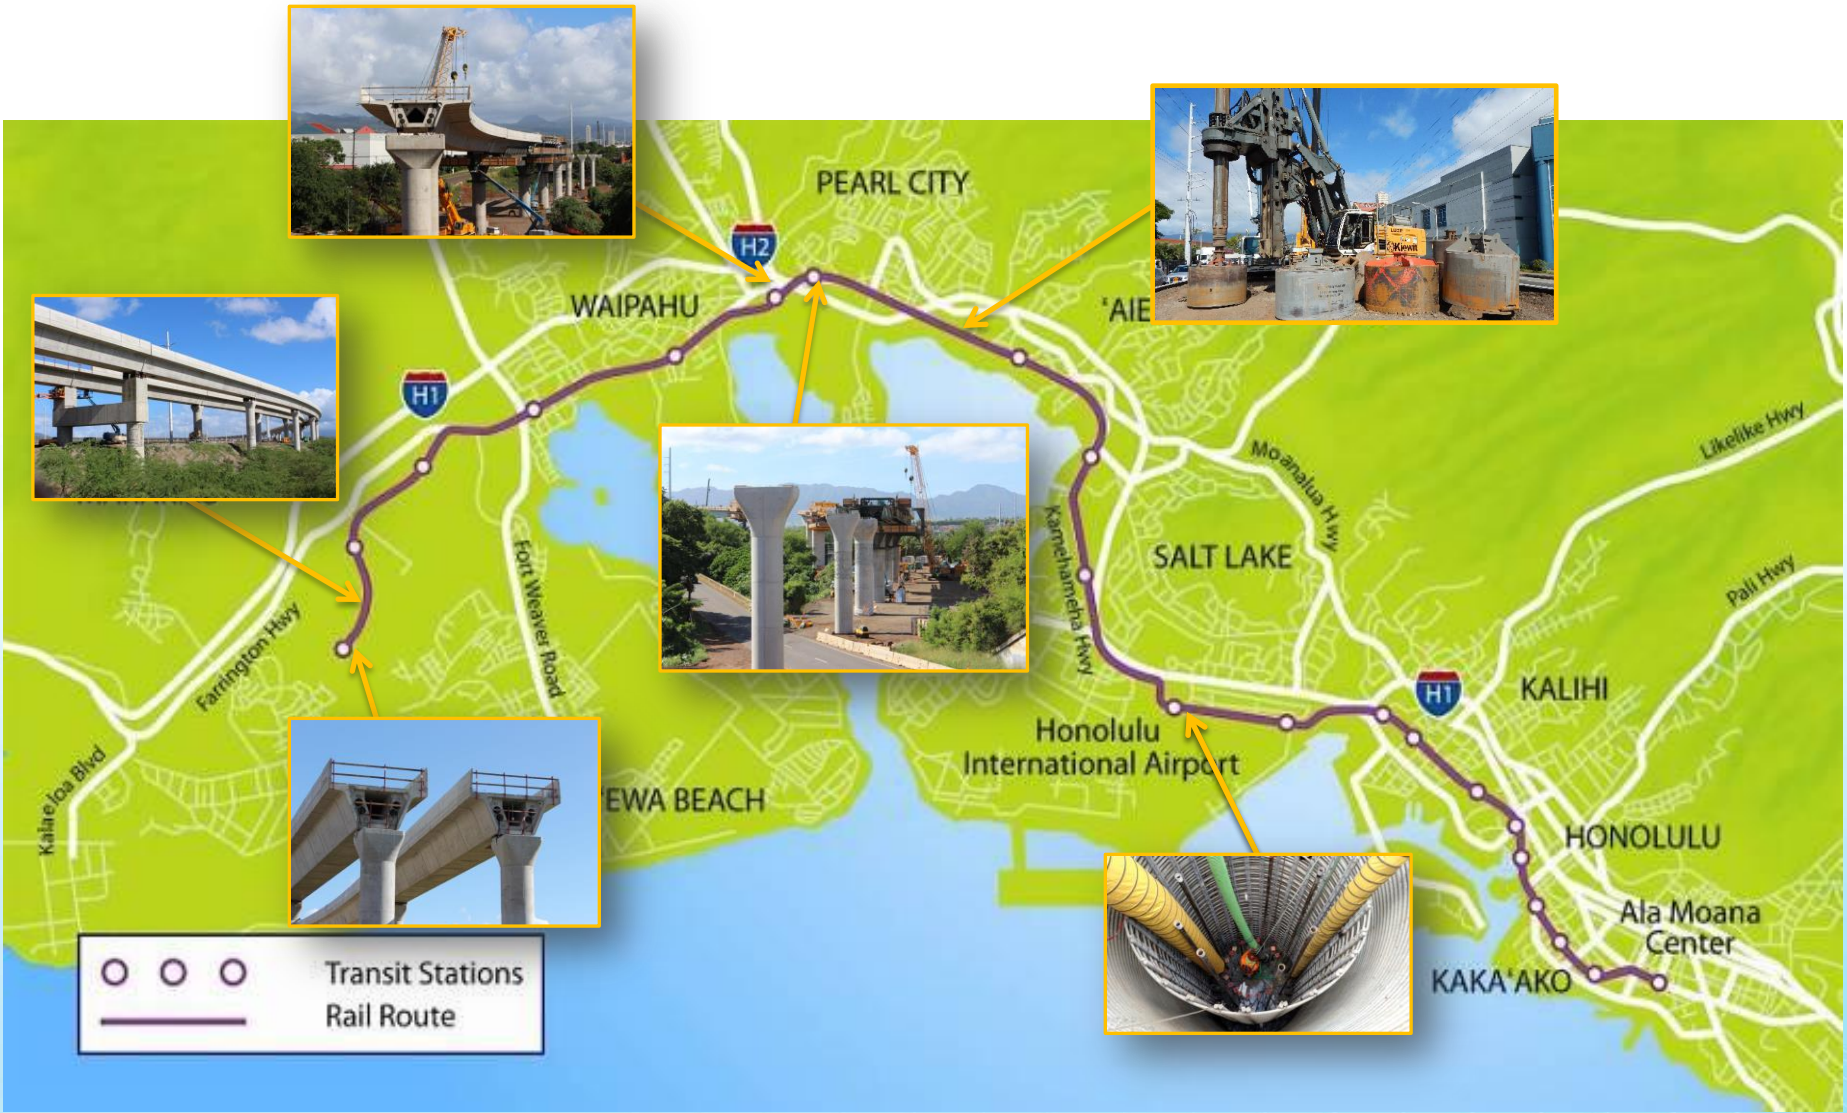 PEARL CITY
H2
WAIPAHU
'AIE
H1
Moanalua Hwy
Likelike Hwy
Kamehameha Hwy
SALT LAKE
Pali Hwy
Fort Weaver Road
Farrington Hwy
H1
KALIHI
Honolulu
International Airport
Kalaeloa Blvd
'EWA BEACH
HONOLULU
Ala Moana
Center
KAKA'AKO
Transit Stations
Rail Route
Kiewit